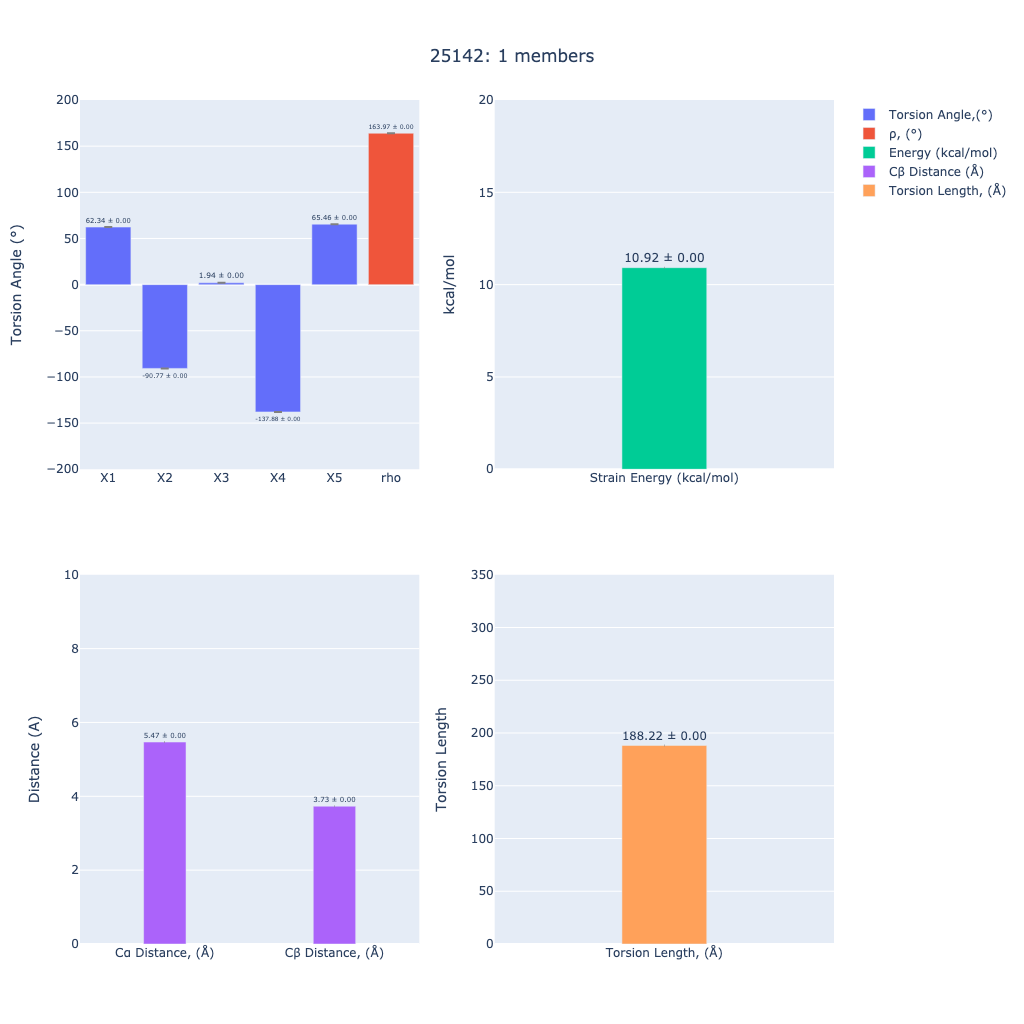 25142: 1 members
Torsion Angle (°)
200
150
100
50
0
−50
−100
−150
−200
62.34 ± 0.00
-90.77 ± 0.00
1.94 ± 0.00
-137.88 ± 0.00
65.46 ± 0.00
163.97 ± 0.00
X1 X2 X3 X4 X5 rho
kcal/mol
20
15
10
5
0
10.92 ± 0.00
Strain Energy (kcal/mol)
Torsion Angle,(°)
ρ, (°)
Energy (kcal/mol)
Cβ Distance (Å)
Torsion Length, (Å)
Distance (A)
10
8
6
4
2
0
5.47 ± 0.00
3.73 ± 0.00
Cα Distance, (Å) Cβ Distance, (Å)
Torsion Length
350
300
250
200
150
100
50
0
188.22 ± 0.00
Torsion Length, (Å)